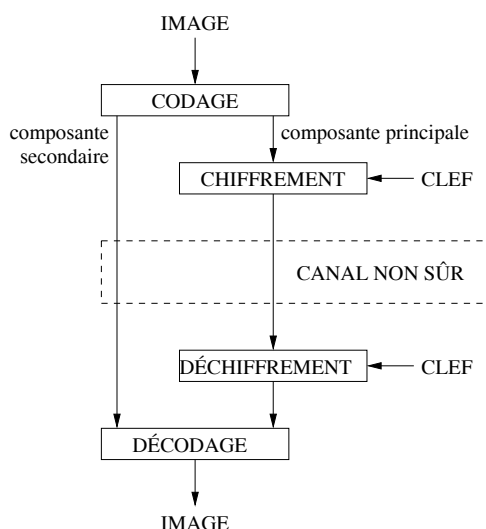 IMAGE
CODAGE
composante
secondaire
composante principale
CHIFFREMENT
CLEF
CANAL NON SÛR
DÉCHIFFREMENT
CLEF
DÉCODAGE
IMAGE